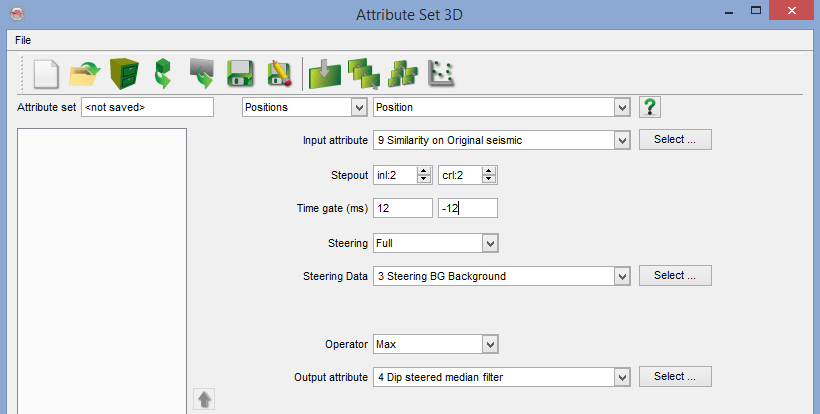 Attribute Set 3D
File
Attribute set <not saved> Positions Position ?
Input attribute 9 Similarity on Original seismic Select ...
Stepout inl:2 crl:2
Time gate (ms) 12 -12
Steering Full
Steering Data 3 Steering BG Background Select ...
Operator Max
Output attribute 4 Dip steered median filter Select ...